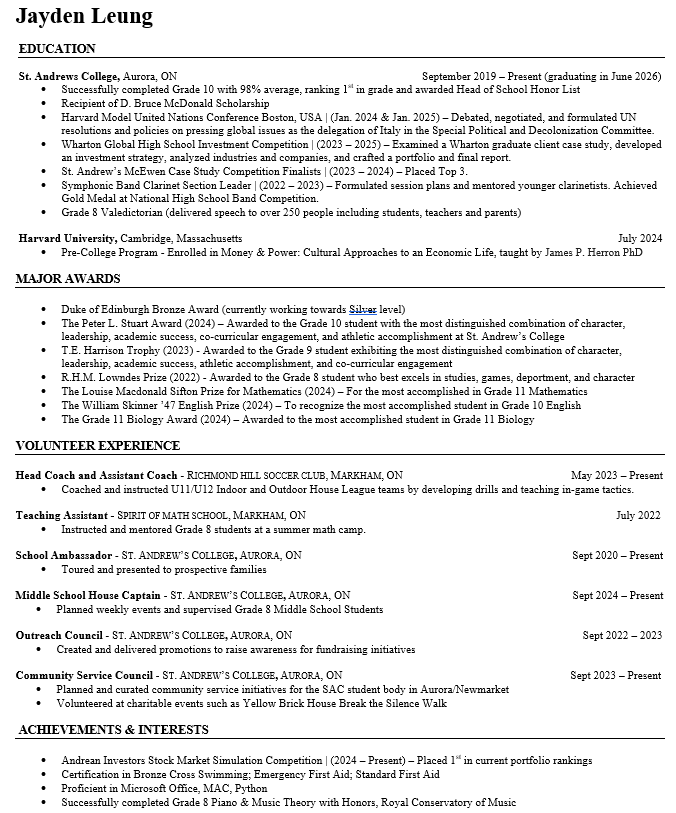 Jayden Leung
EDUCATION
St. Andrews College, Aurora, ON September 2019 – Present (graduating in June 2026)
• Successfully completed Grade 10 with 98% average, ranking 1st in grade and awarded Head of School Honor List
• Recipient of D. Bruce McDonald Scholarship
• Harvard Model United Nations Conference Boston, USA | (Jan. 2024 & Jan. 2025) – Debated, negotiated, and formulated UN
resolutions and policies on pressing global issues as the delegation of Italy in the Special Political and Decolonization Committee.
• Wharton Global High School Investment Competition | (2023 – 2025) – Examined a Wharton graduate client case study, developed
an investment strategy, analyzed industries and companies, and crafted a portfolio and final report.
• St. Andrew's McEwen Case Study Competition Finalists | (2023 – 2024) – Placed Top 3.
• Symphonic Band Clarinet Section Leader | (2022 – 2023) – Formulated session plans and mentored younger clarinetists. Achieved
Gold Medal at National High School Band Competition.
• Grade 8 Valedictorian (delivered speech to over 250 people including students, teachers and parents)
Harvard University, Cambridge, Massachusetts July 2024
• Pre-College Program - Enrolled in Money & Power: Cultural Approaches to an Economic Life, taught by James P. Herron PhD
MAJOR AWARDS
• Duke of Edinburgh Bronze Award (currently working towards Silver level)
• The Peter L. Stuart Award (2024) – Awarded to the Grade 10 student with the most distinguished combination of character,
leadership, academic success, co-curricular engagement, and athletic accomplishment at St. Andrew's College
• T.E. Harrison Trophy (2023) - Awarded to the Grade 9 student exhibiting the most distinguished combination of character,
leadership, academic success, athletic accomplishment, and co-curricular engagement
• R.H.M. Lowndes Prize (2022) - Awarded to the Grade 8 student who best excels in studies, games, deportment, and character
• The Louise Macdonald Sifton Prize for Mathematics (2024) – For the most accomplished in Grade 11 Mathematics
• The William Skinner '47 English Prize (2024) – To recognize the most accomplished student in Grade 10 English
• The Grade 11 Biology Award (2024) – Awarded to the most accomplished student in Grade 11 Biology
VOLUNTEER EXPERIENCE
Head Coach and Assistant Coach - RICHMOND HILL SOCCER CLUB, MARKHAM, ON May 2023 – Present
• Coached and instructed U11/U12 Indoor and Outdoor House League teams by developing drills and teaching in-game tactics.
Teaching Assistant - SPIRIT OF MATH SCHOOL, MARKHAM, ON July 2022
• Instructed and mentored Grade 8 students at a summer math camp.
School Ambassador - ST. ANDREW'S COLLEGE, AURORA, ON Sept 2020 – Present
• Toured and presented to prospective families
Middle School House Captain - ST. ANDREW'S COLLEGE, AURORA, ON Sept 2024 – Present
• Planned weekly events and supervised Grade 8 Middle School Students
Outreach Council - ST. ANDREW'S COLLEGE, AURORA, ON Sept 2022 – 2023
• Created and delivered promotions to raise awareness for fundraising initiatives
Community Service Council - ST. ANDREW'S COLLEGE, AURORA, ON Sept 2023 – Present
• Planned and curated community service initiatives for the SAC student body in Aurora/Newmarket
• Volunteered at charitable events such as Yellow Brick House Break the Silence Walk
ACHIEVEMENTS & INTERESTS
• Andrean Investors Stock Market Simulation Competition | (2024 – Present) – Placed 1st in current portfolio rankings
• Certification in Bronze Cross Swimming; Emergency First Aid; Standard First Aid
• Proficient in Microsoft Office, MAC, Python
• Successfully completed Grade 8 Piano & Music Theory with Honors, Royal Conservatory of Music